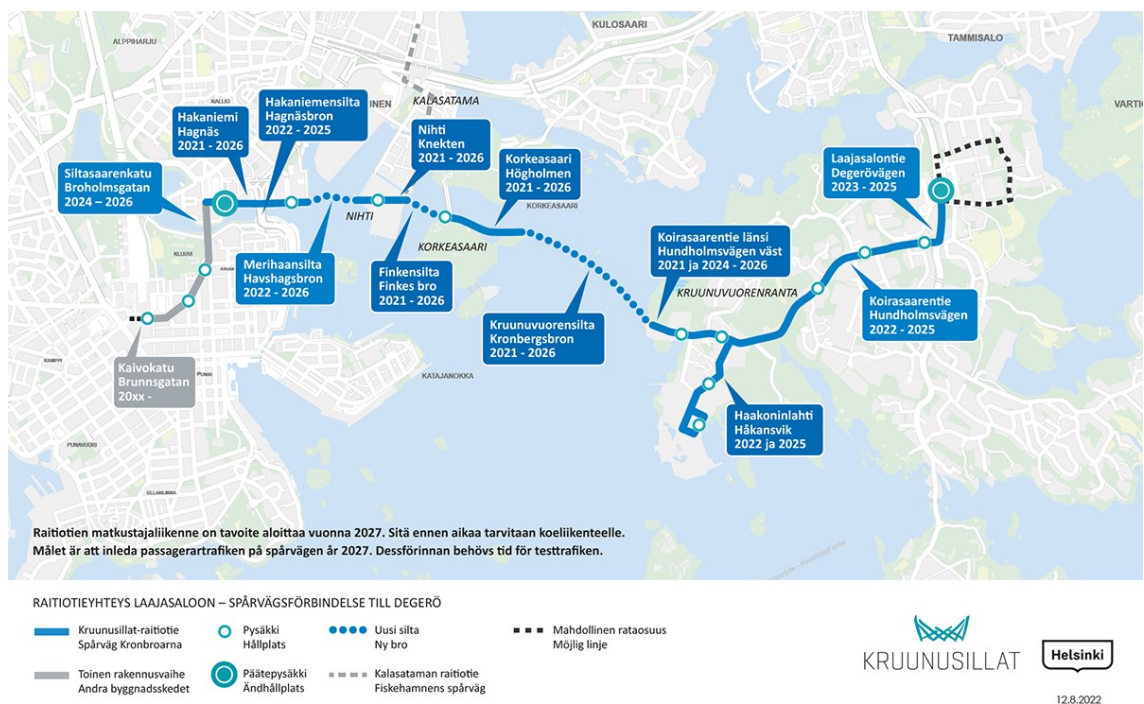 KULOSAARI
ALPPIHARJU
TAMMISALO
KALLIO
INEN
KALASATAMA
Hakaniemi
Hagnäs
2021 - 2026
Hakaniemensilta
Hagnäsbron
2022 - 2025
Nihti
Knekten
2021 - 2026
Korkeasaari
Högholmen
2021 - 2026
Laajasalontie
Degerövägen
2023 - 2025
VARTIO
Siltasaarenkatu
Broholmsgatan
2024 – 2026
NIHTI
KORKEASAARI
KORKEASAARI
KLUUVI
Merihaansilta
Havshagsbron
2022 - 2026
Finkensilta
Finkes bro
2021 - 2026
Koirasaarentie länsi
Hundholmsvägen väst
2021 ja 2024 - 2026
KRUUNUVUORENRANTA
Koirasaarentie
Hundholmsvägen
2022 - 2025
Kruunuvuorensilta
Kronbergsbron
2021 - 2026
Kaivokatu
Brunnsgatan
20xx -
KAMPPI
KATAJANOKKA
Haakoninlahti
Håkansvik
2022 ja 2025
PUNAVUORI
ULLANLINNA
Raitiotien matkustajaliikenne on tavoite aloittaa vuonna 2027. Sitä ennen aikaa tarvitaan koeliikenteelle.
Målet är att inleda passagerartrafiken på spårvägen år 2027. Dessförinnan behövs tid för testtrafiken.
RAITIOTIEYHTEYS LAAJASALOON – SPÅRVÄGSFÖRBINDELSE TILL DEGERÖ
Kruunusillat-raitiotie
Spårväg Kronbroarna
Pysäkki
Hållplats
Uusi silta
Ny bro
Mahdollinen rataosuus
Möjlig linje
Toinen rakennusvaihe
Andra byggnadsskedet
Päätepysäkki
Ändhållplats
Kalasataman raitiotie
Fiskehamnens spårväg
KRUUNUSILLAT
Helsinki
12.8.2022